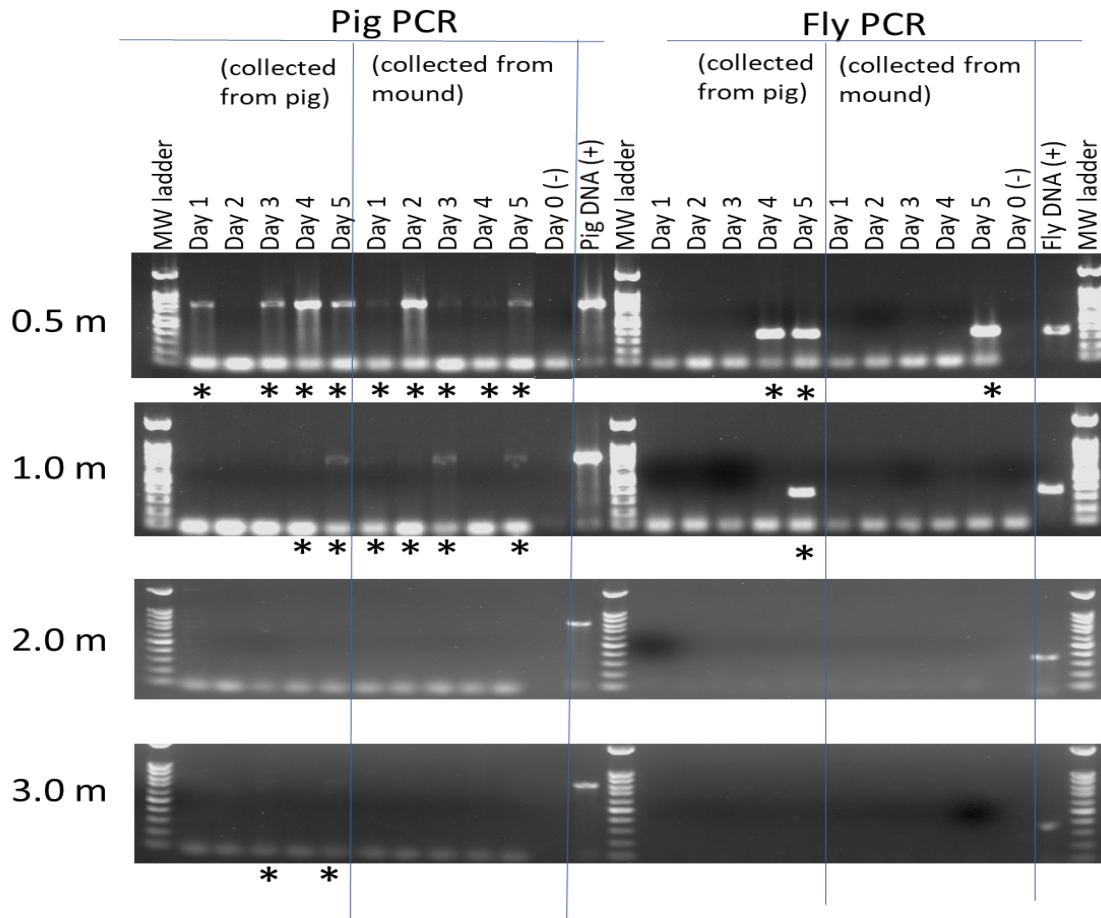 Pig PCR
Fly PCR
(collected
from pig)
(collected from
mound)
(collected
from pig)
(collected from
mound)
MW ladder
Day 1
Day 2
Day 3
Day 4
Day 5
Day 1
Day 2
Day 3
Day 4
Day 5
Day 0 (-)
Pig DNA (+)
MW ladder
Day 1
Day 2
Day 3
Day 4
Day 5
Day 1
Day 2
Day 3
Day 4
Day 5
Day 0 (-)
Fly DNA (+)
MW ladder
0.5 m
* * * * * * * * * * * *
1.0 m
* * * * * * *
2.0 m
3.0 m
* *